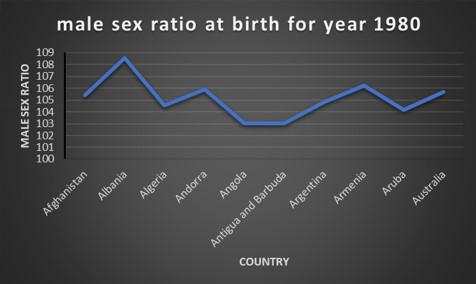 male sex ratio at birth for year 1980
MALE SEX RATIO
109
108
107
106
105
104
103
102
101
100
Afghanistan
Albania
Algeria
Andorra
Angola
Antigua and Barbuda
Argentina
Armenia
Aruba
Australia
COUNTRY